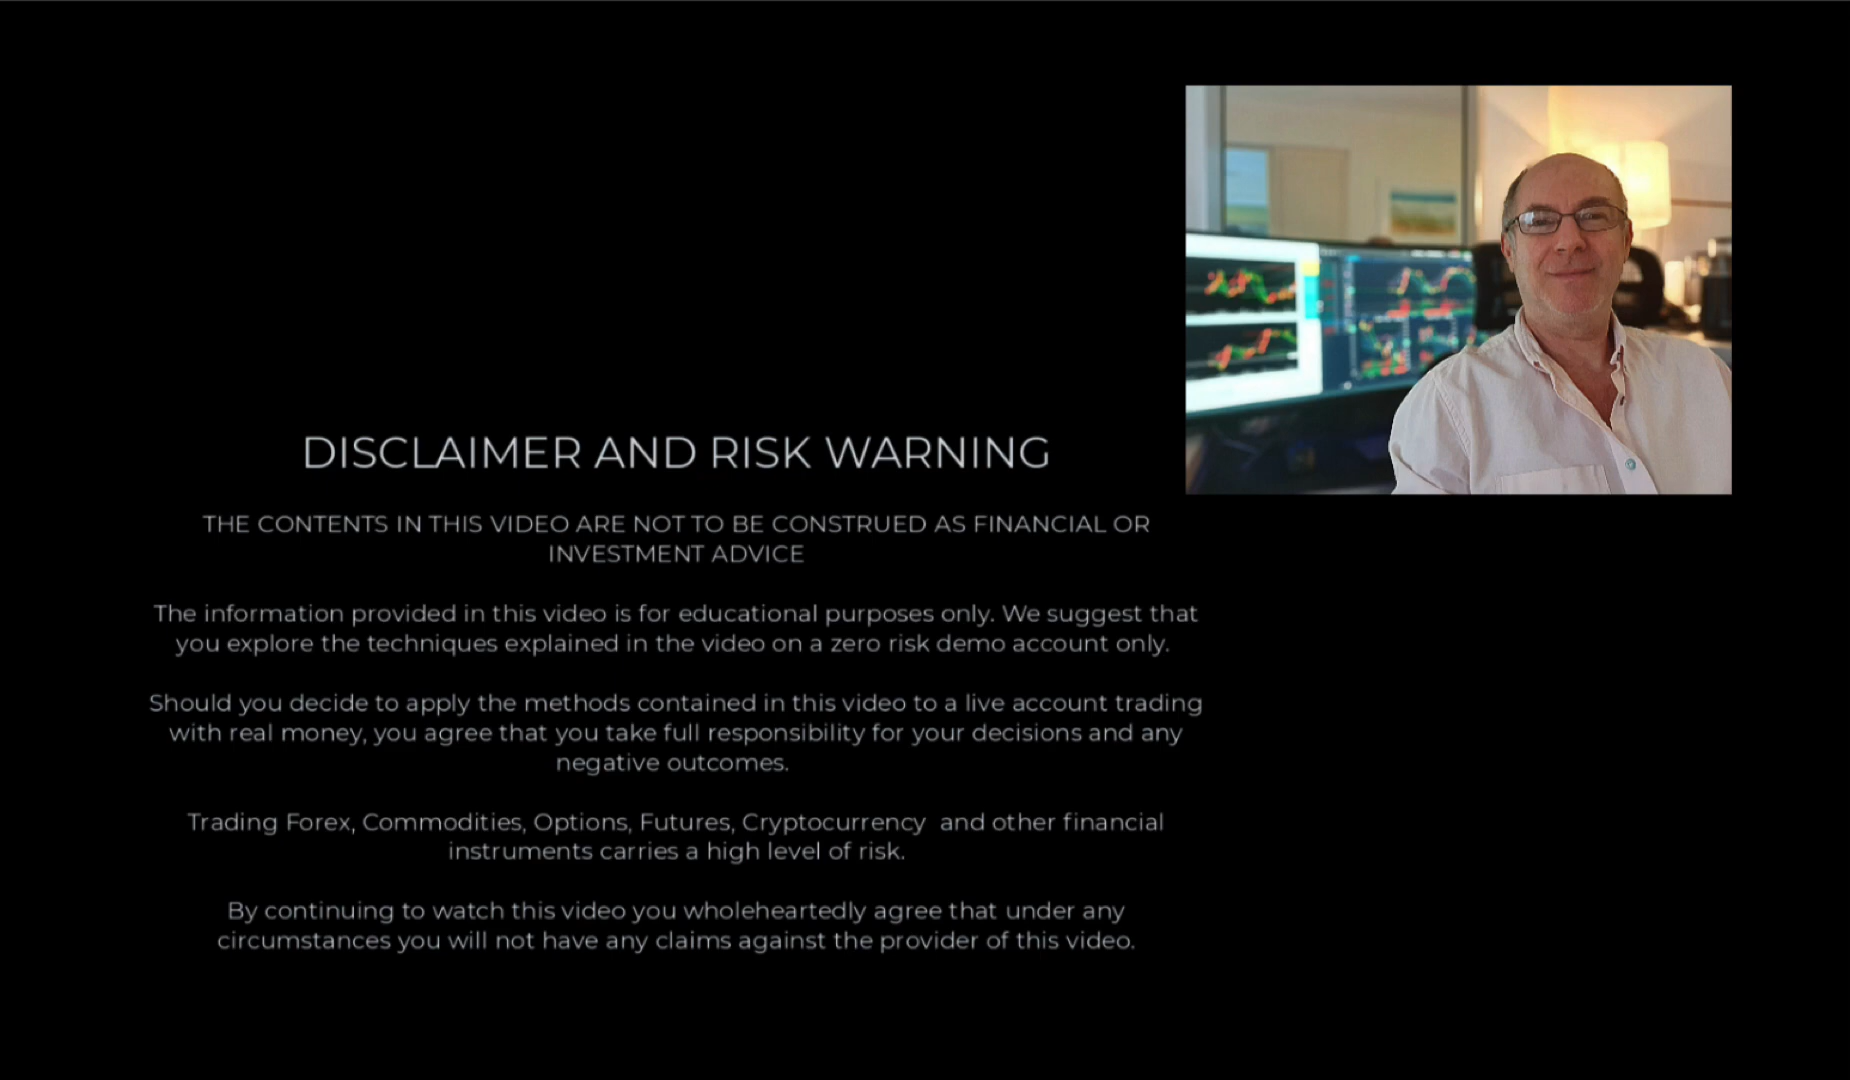 DISCLAIMER AND RISK WARNING
THE CONTENTS IN THIS VIDEO ARE NOT TO BE CONSTRUED AS FINANCIAL OR
INVESTMENT ADVICE
The information provided in this video is for educational purposes only. We suggest that
you explore the techniques explained in the video on a zero risk demo account only.
Should you decide to apply the methods contained in this video to a live account trading
with real money, you agree that you take full responsibility for your decisions and any
negative outcomes.
Trading Forex, Commodities, Options, Futures, Cryptocurrency  and other financial
instruments carries a high level of risk.
By continuing to watch this video you wholeheartedly agree that under any
circumstances you will not have any claims against the provider of this video.